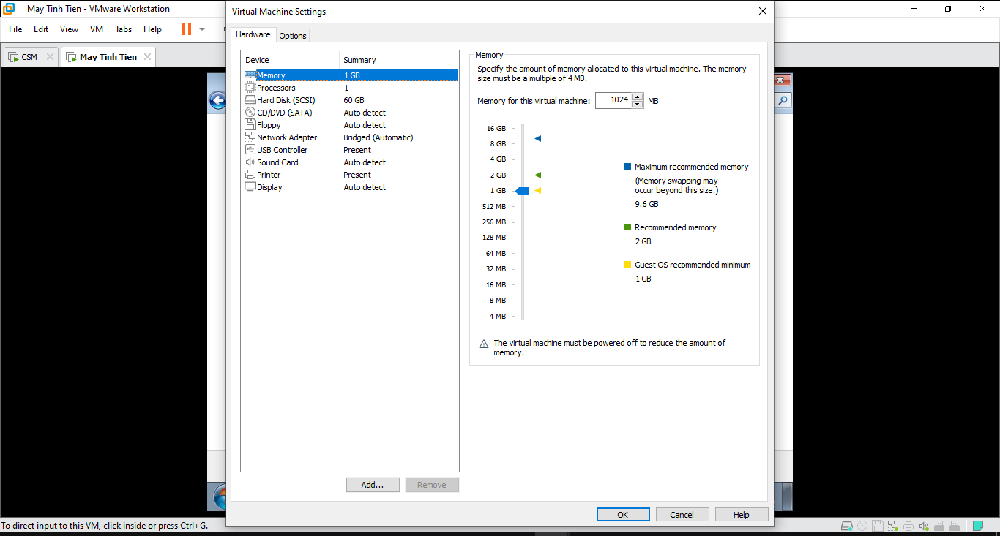 May Tinh Tien - VMware Workstation
File Edit View VM Tabs Help
CSM
May Tinh Tien
Virtual Machine Settings
Hardware Options
Device Summary
Memory 1 GB
Processors 1
Hard Disk (SCSI) 60 GB
CD/DVD (SATA) Auto detect
Floppy Auto detect
Network Adapter Bridged (Automatic)
USB Controller Present
Sound Card Auto detect
Printer Present
Display Auto detect
Add...
Remove
Memory
Specify the amount of memory allocated to this virtual machine. The memory
size must be a multiple of 4 MB.
Memory for this virtual machine: 1024 MB
16 GB
8 GB
4 GB
2 GB
1 GB
512 MB
256 MB
128 MB
64 MB
32 MB
16 MB
8 MB
4 MB
Maximum recommended memory
(Memory swapping may
occur beyond this size.)
9.6 GB
Recommended memory
2 GB
Guest OS recommended minimum
1 GB
The virtual machine must be powered off to reduce the amount of
memory.
OK Cancel Help
To direct input to this VM, click inside or press Ctrl+G.